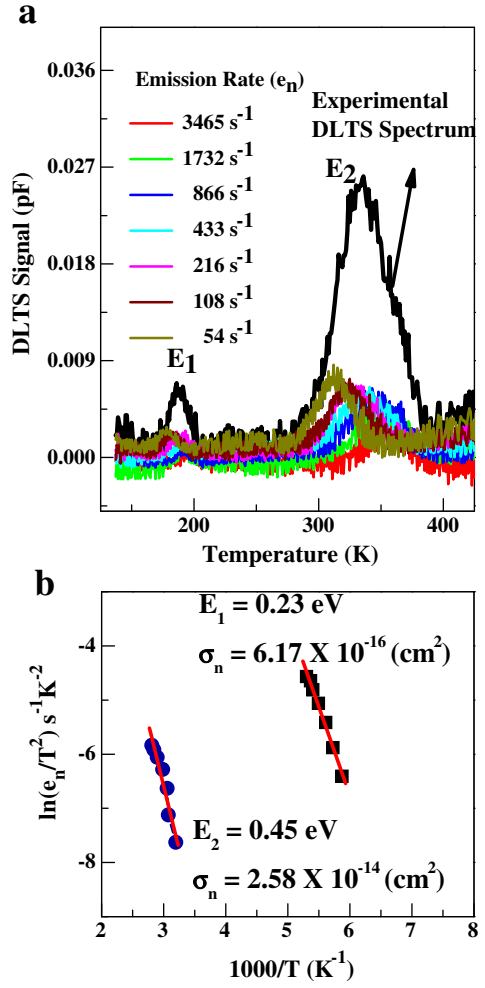 a
0.036
0.027
0.018
0.009
0.000
DLTS Signal (pF)
Emission Rate (eₙ)
3465 s⁻¹
1732 s⁻¹
866 s⁻¹
433 s⁻¹
216 s⁻¹
108 s⁻¹
54 s⁻¹
Experimental
DLTS Spectrum
E₂
E₁
200 300 400
Temperature (K)
b
-4
-6
-8
ln(eₙ/T²) s⁻¹K⁻²
E₁ = 0.23 eV
σₙ = 6.17 X 10⁻¹⁶ (cm²)
E₂ = 0.45 eV
σₙ = 2.58 X 10⁻¹⁴ (cm²)
2 3 4 5 6 7 8
1000/T (K⁻¹)